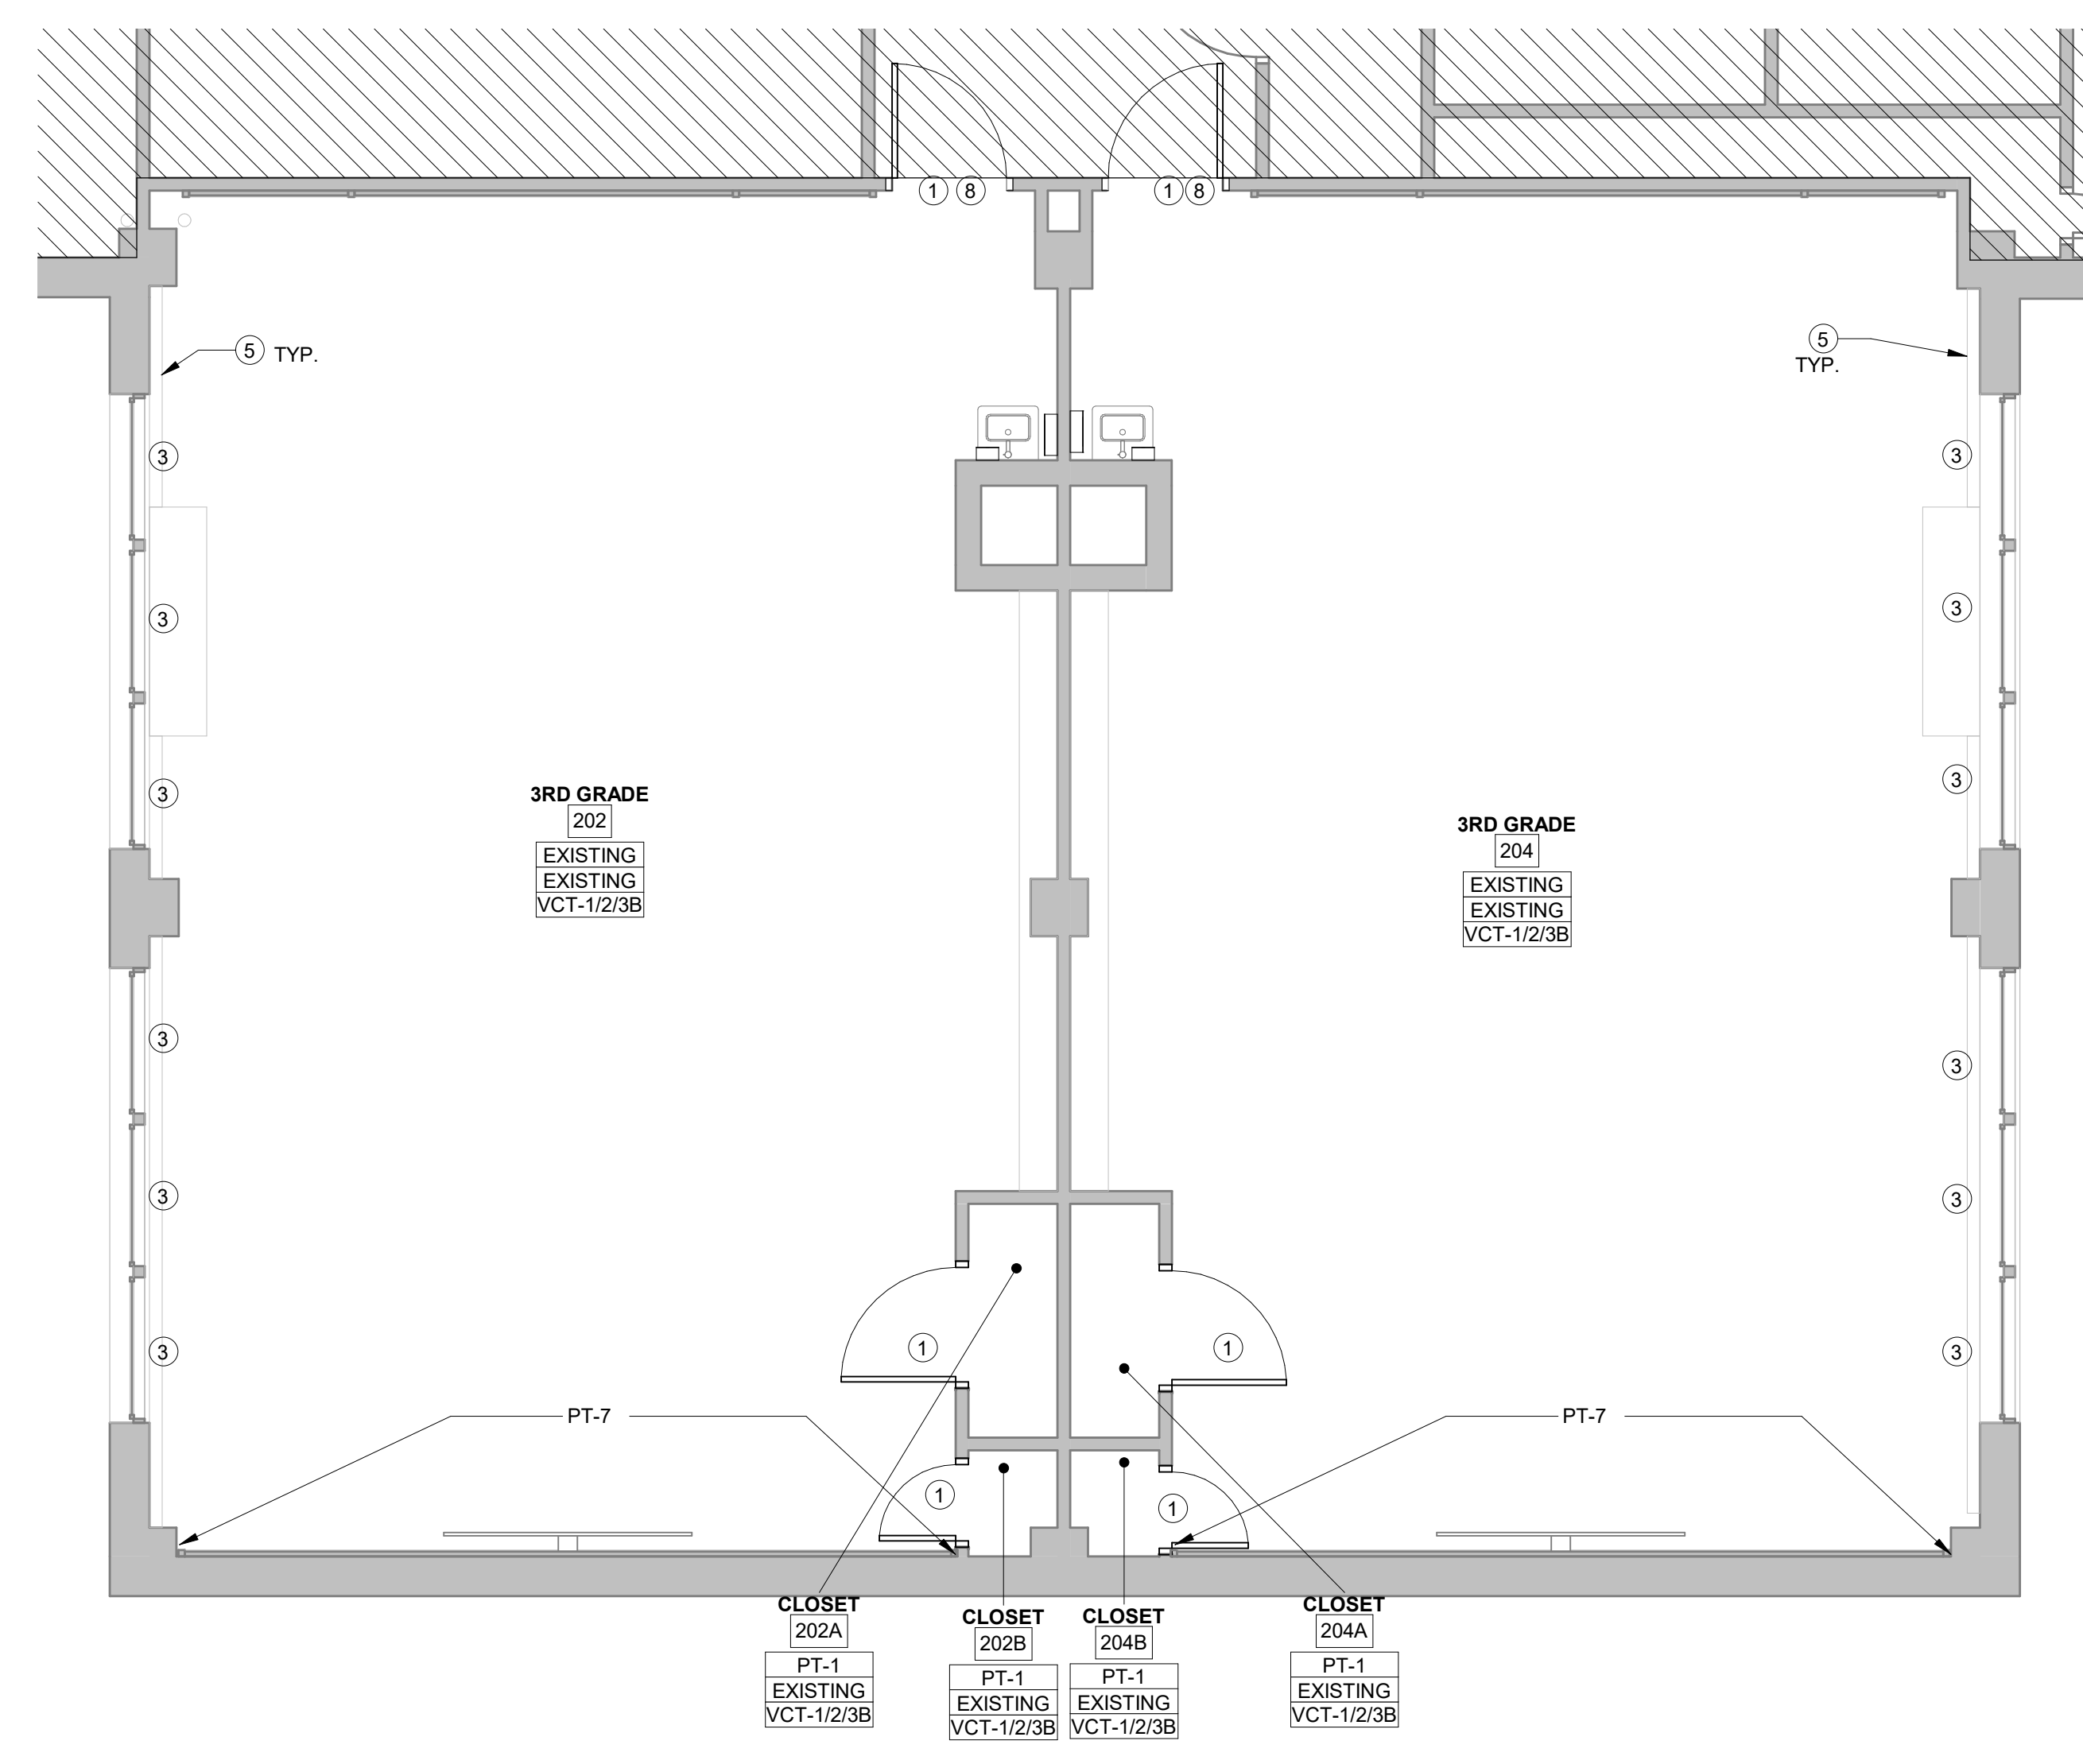 1 8 1 8
5 TYP.
5
TYP.
3
3
3
3
3
3
3
3
3
3
3
3
3RD GRADE
202
EXISTING
EXISTING
VCT-1/2/3B
3RD GRADE
204
EXISTING
EXISTING
VCT-1/2/3B
1
1
PT-7
PT-7
1
1
CLOSET
202A
PT-1
EXISTING
VCT-1/2/3B
CLOSET
202B
PT-1
EXISTING
VCT-1/2/3B
CLOSET
204B
PT-1
EXISTING
VCT-1/2/3B
CLOSET
204A
PT-1
EXISTING
VCT-1/2/3B